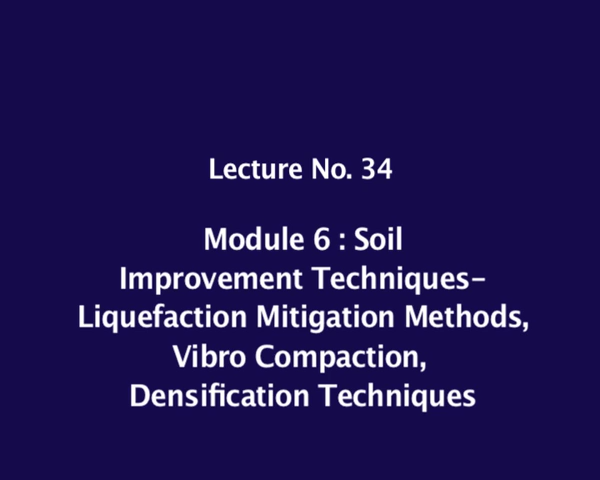 Lecture No. 34
Module 6 : Soil
Improvement Techniques-
Liquefaction Mitigation Methods,
Vibro Compaction,
Densification Techniques